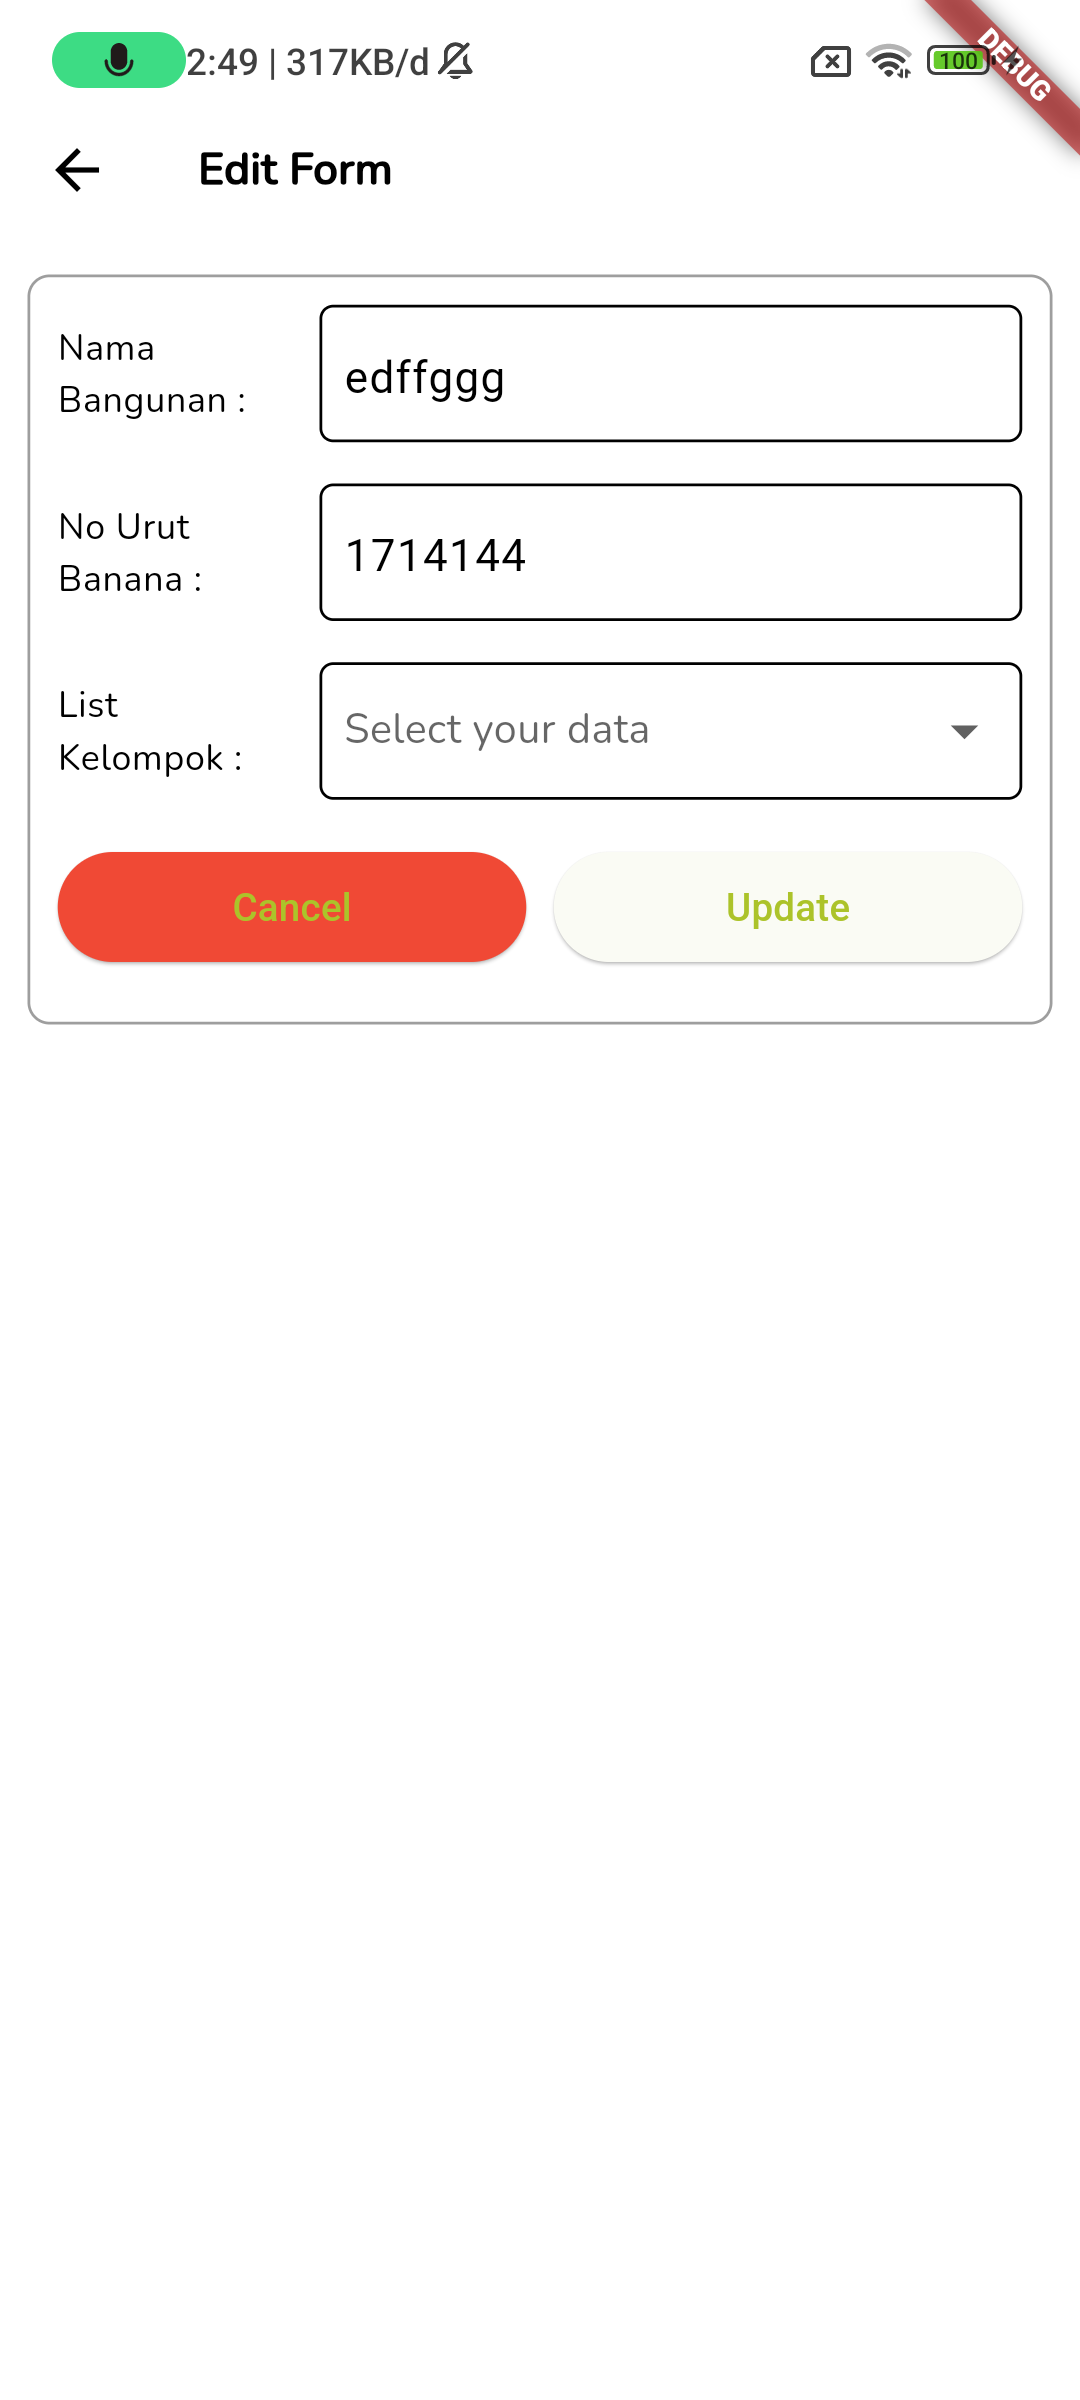 2:49 | 317KB/d
100
DEBUG
Edit Form
Nama
Bangunan :
edffggg
No Urut
Banana :
1714144
List
Kelompok :
Select your data
Cancel
Update